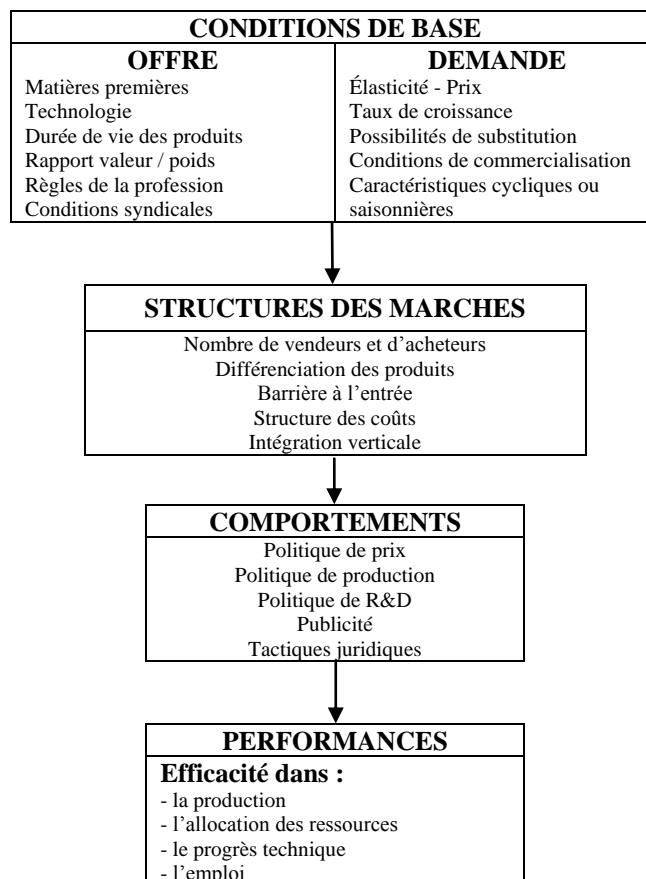 CONDITIONS DE BASE
OFFRE
Matières premières
Technologie
Durée de vie des produits
Rapport valeur / poids
Règles de la profession
Conditions syndicales
DEMANDE
Élasticité - Prix
Taux de croissance
Possibilités de substitution
Conditions de commercialisation
Caractéristiques cycliques ou
saisonnières
STRUCTURES DES MARCHES
Nombre de vendeurs et d’acheteurs
Différenciation des produits
Barrière à l’entrée
Structure des coûts
Intégration verticale
COMPORTEMENTS
Politique de prix
Politique de production
Politique de R&D
Publicité
Tactiques juridiques
PERFORMANCES
Efficacité dans :
- la production
- l’allocation des ressources
- le progrès technique
- l’emploi